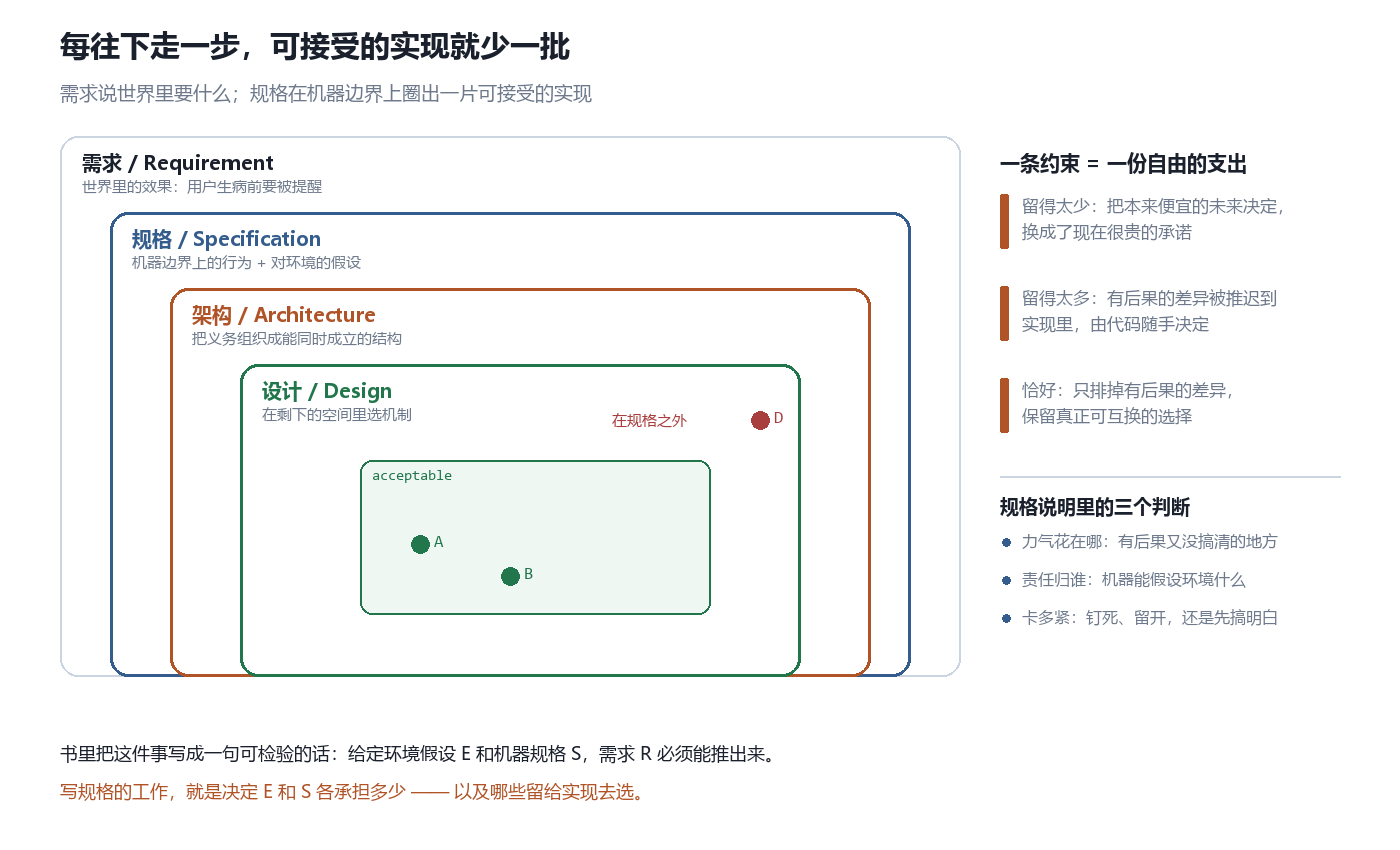 每往下走一步，可接受的实现就少一批
需求说世界里要什么；规格在机器边界上圈出一片可接受的实现
需求 / Requirement
世界里的效果：用户生病前要被提醒
规格 / Specification
机器边界上的行为 + 对环境的假设
架构 / Architecture
把义务组织成能同时成立的结构
设计 / Design
在剩下的空间里选机制
在规格之外
D
acceptable
A
B
一条约束 = 一份自由的支出
留得太少：把本来便宜的未来决定，
换成了现在很贵的承诺
留得太多：有后果的差异被推迟到
实现里，由代码随手决定
恰好：只排掉有后果的差异，
保留真正可互换的选择
规格说明里的三个判断
力气花在哪：有后果又没搞清的地方
责任归谁：机器能假设环境什么
卡多紧：钉死、留开，还是先搞明白
书里把这件事写成一句可检验的话：给定环境假设 E 和机器规格 S，需求 R 必须能推出来。
写规格的工作，就是决定 E 和 S 各承担多少 —— 以及哪些留给实现去选。